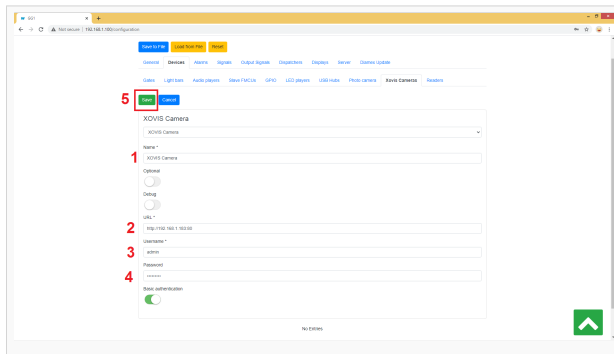 601
Not secure | 192.168.1.100/configuration
Save to File Load from File Reset
General Devices Alarms Signals Output Signals Dispatchers Displays Server Games Update
Gates Light bars Audio players Slave FMCUs GPIO LED players USB Hubs Photo camera Xovis Cameras Readers
5 Save Cancel
XOVIS Camera
XOVIS Camera
Name *
1 XOVIS Camera
Optional
Debug
URL *
2 http://192.168.1.103:80
Username *
3 admin
Password
4 ••••••••
Basic authentication
No Entries